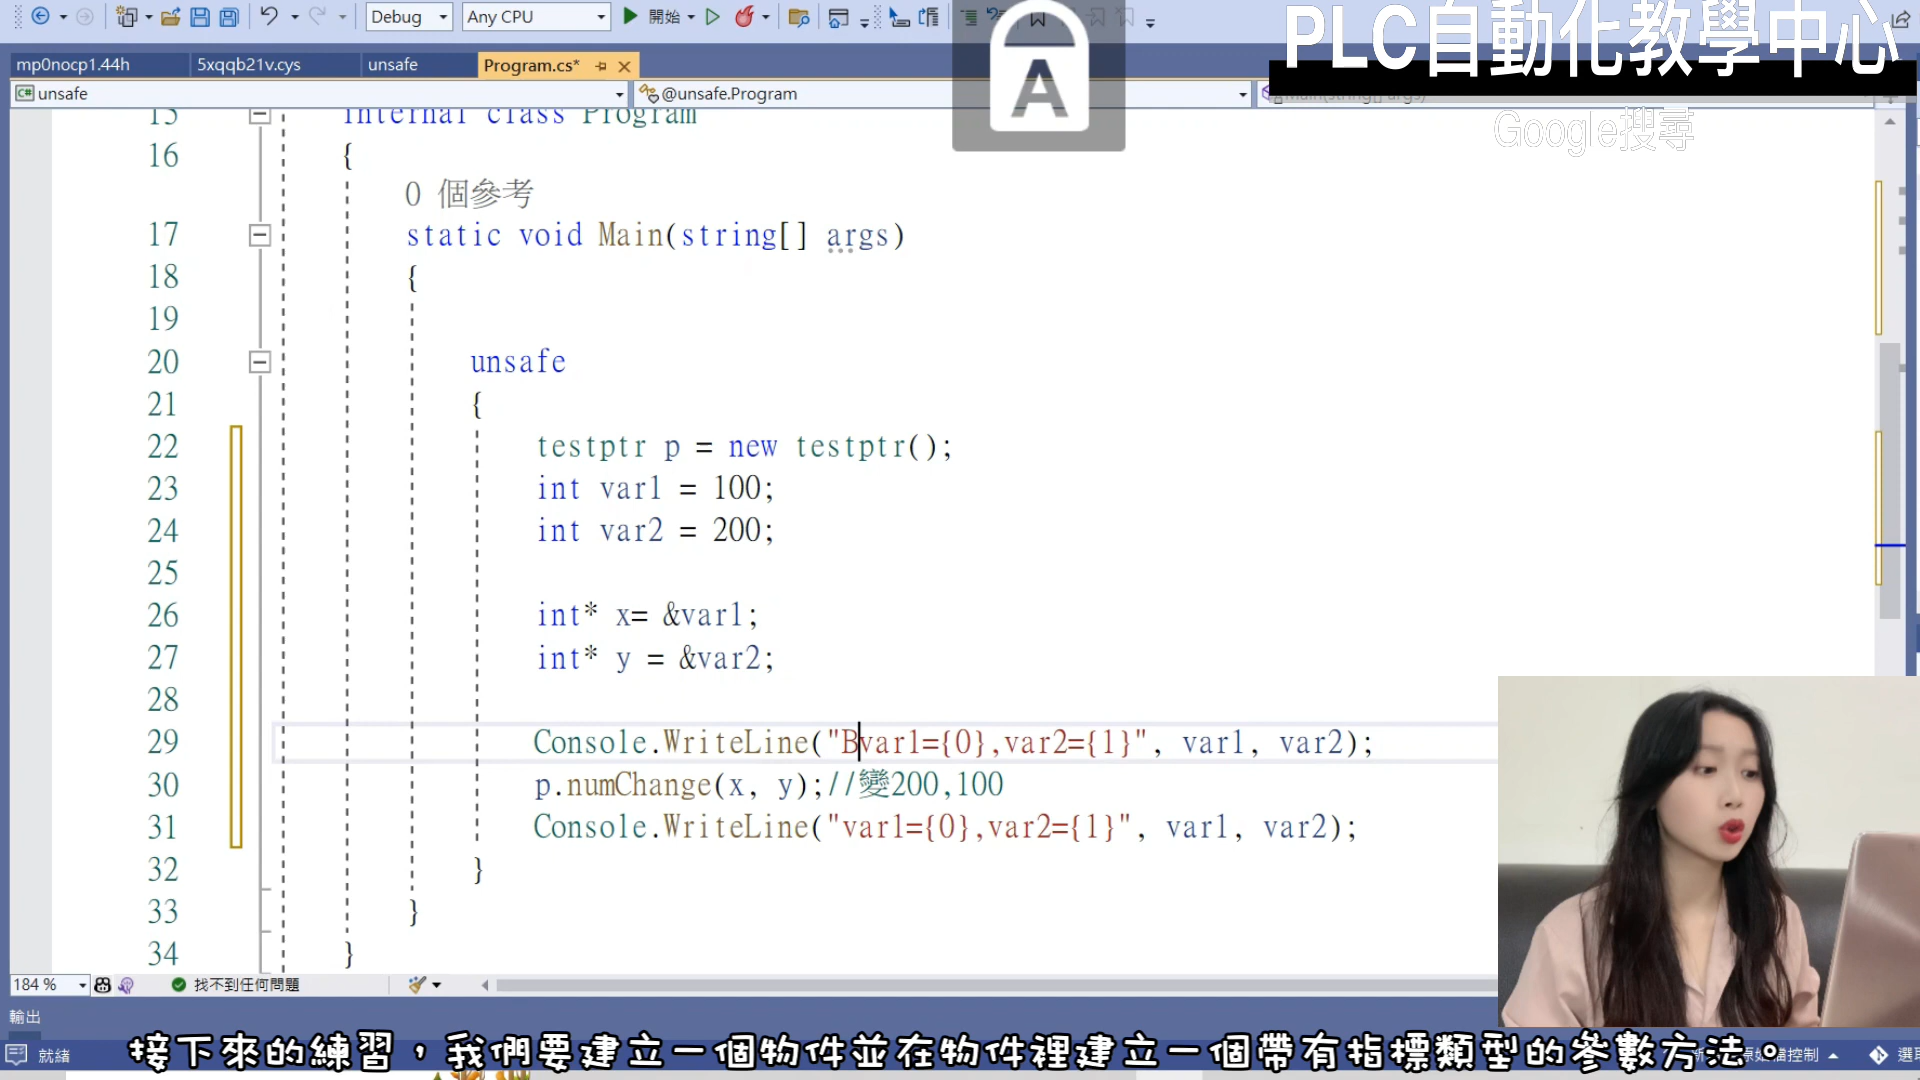 Debug
Any CPU
開始
PLC自動化教學中心
Google搜尋
mp0nocp1.44h
5xqqb21v.cys
unsafe
Program.cs*
unsafe
@unsafe.Program
A
15 internal class Program
16 {
0 個參考
17 static void Main(string[] args)
18 {
19
20 unsafe
21 {
22 testptr p = new testptr();
23 int var1 = 100;
24 int var2 = 200;
25
26 int* x= &var1;
27 int* y = &var2;
28
29 Console.WriteLine("Bvar1={0},var2={1}", var1, var2);
30 p.numChange(x, y);//變200,100
31 Console.WriteLine("var1={0},var2={1}", var1, var2);
32 }
33 }
34 }
184 %
找不到任何問題
輸出
就緒
接下來的練習，我們要建立一個物件並在物件裡建立一個帶有指標類型的參數方法。